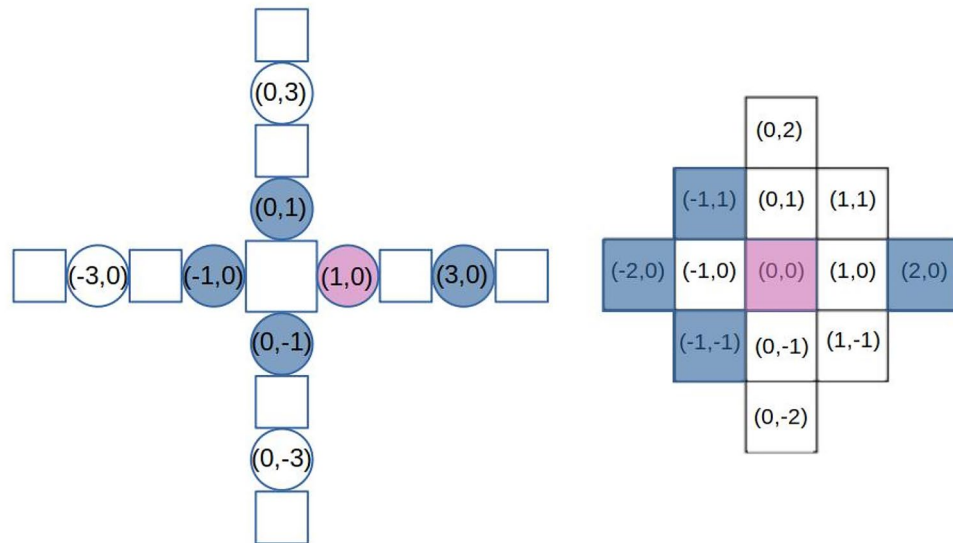 (0,3)
(0,1)
(-3,0) (-1,0) (1,0) (3,0)
(0,-1)
(0,-3)
(0,2)
(-1,1) (0,1) (1,1)
(-2,0) (-1,0) (0,0) (1,0) (2,0)
(-1,-1) (0,-1) (1,-1)
(0,-2)